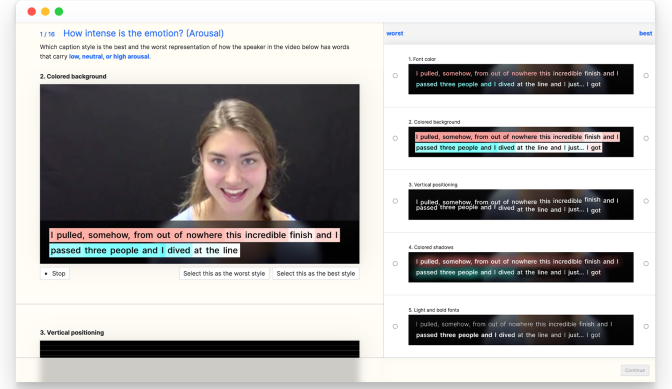 1 / 16 How intense is the emotion? (Arousal)
Which caption style is the best and the worst representation of how the speaker in the video below has words
that carry low, neutral, or high arousal.
2. Colored background
I pulled, somehow, from out of nowhere this incredible finish and I
passed three people and I dived at the line
Stop
Select this as the worst style
Select this as the best style
3. Vertical positioning
worst
best
1. Font color
I pulled, somehow, from out of nowhere this incredible finish and I
passed three people and I dived at the line and I just... I got
2. Colored background
I pulled, somehow, from out of nowhere this incredible finish and I
passed three people and I dived at the line and I just... I got
3. Vertical positioning
I pulled, somehow, from out of nowhere this incredible finish and I
passed three people and I dived at the line and I just... I got
4. Colored shadows
I pulled, somehow, from out of nowhere this incredible finish and I
passed three people and I dived at the line and I just... I got
5. Light and bold fonts
I pulled, somehow, from out of nowhere this incredible finish and I
passed three people and I dived at the line and I just... I got
Continue